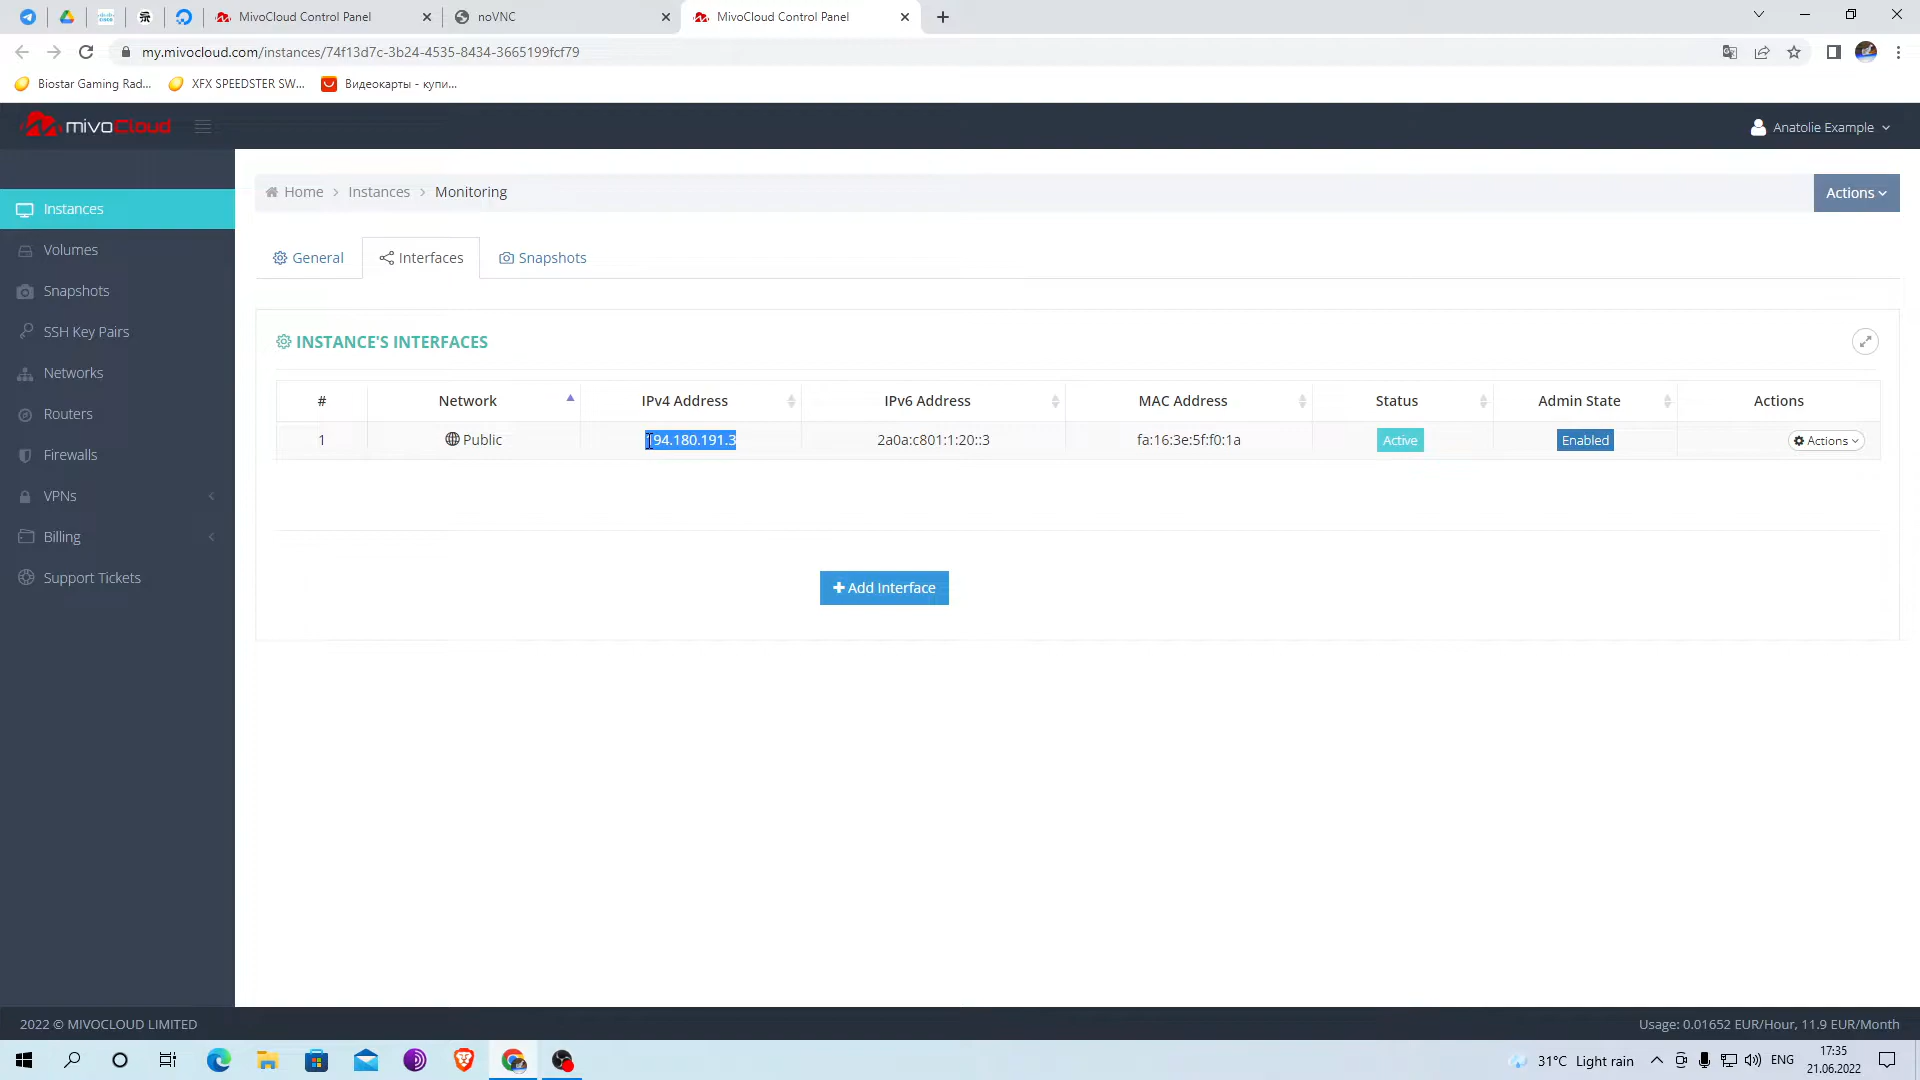 MivoCloud Control Panel
noVNC
MivoCloud Control Panel
my.mivocloud.com/instances/74f13d7c-3b24-4535-8434-3665199fcf79
Biostar Gaming Rad...
XFX SPEEDSTER SW...
Видеокарты - купи...
mivoCloud
Anatolie Example
Home > Instances > Monitoring
Actions
Instances
Volumes
Snapshots
SSH Key Pairs
Networks
Routers
Firewalls
VPNs
Billing
Support Tickets
General
Interfaces
Snapshots
INSTANCE'S INTERFACES
# Network IPv4 Address IPv6 Address MAC Address Status Admin State Actions
1 Public 194.180.191.3 2a0a:c801:1:20::3 fa:16:3e:5f:f0:1a Active Enabled Actions
+ Add Interface
2022 © MIVOCLOUD LIMITED
Usage: 0.01652 EUR/Hour, 11.9 EUR/Month
31°C Light rain
ENG
17:35
21.06.2022